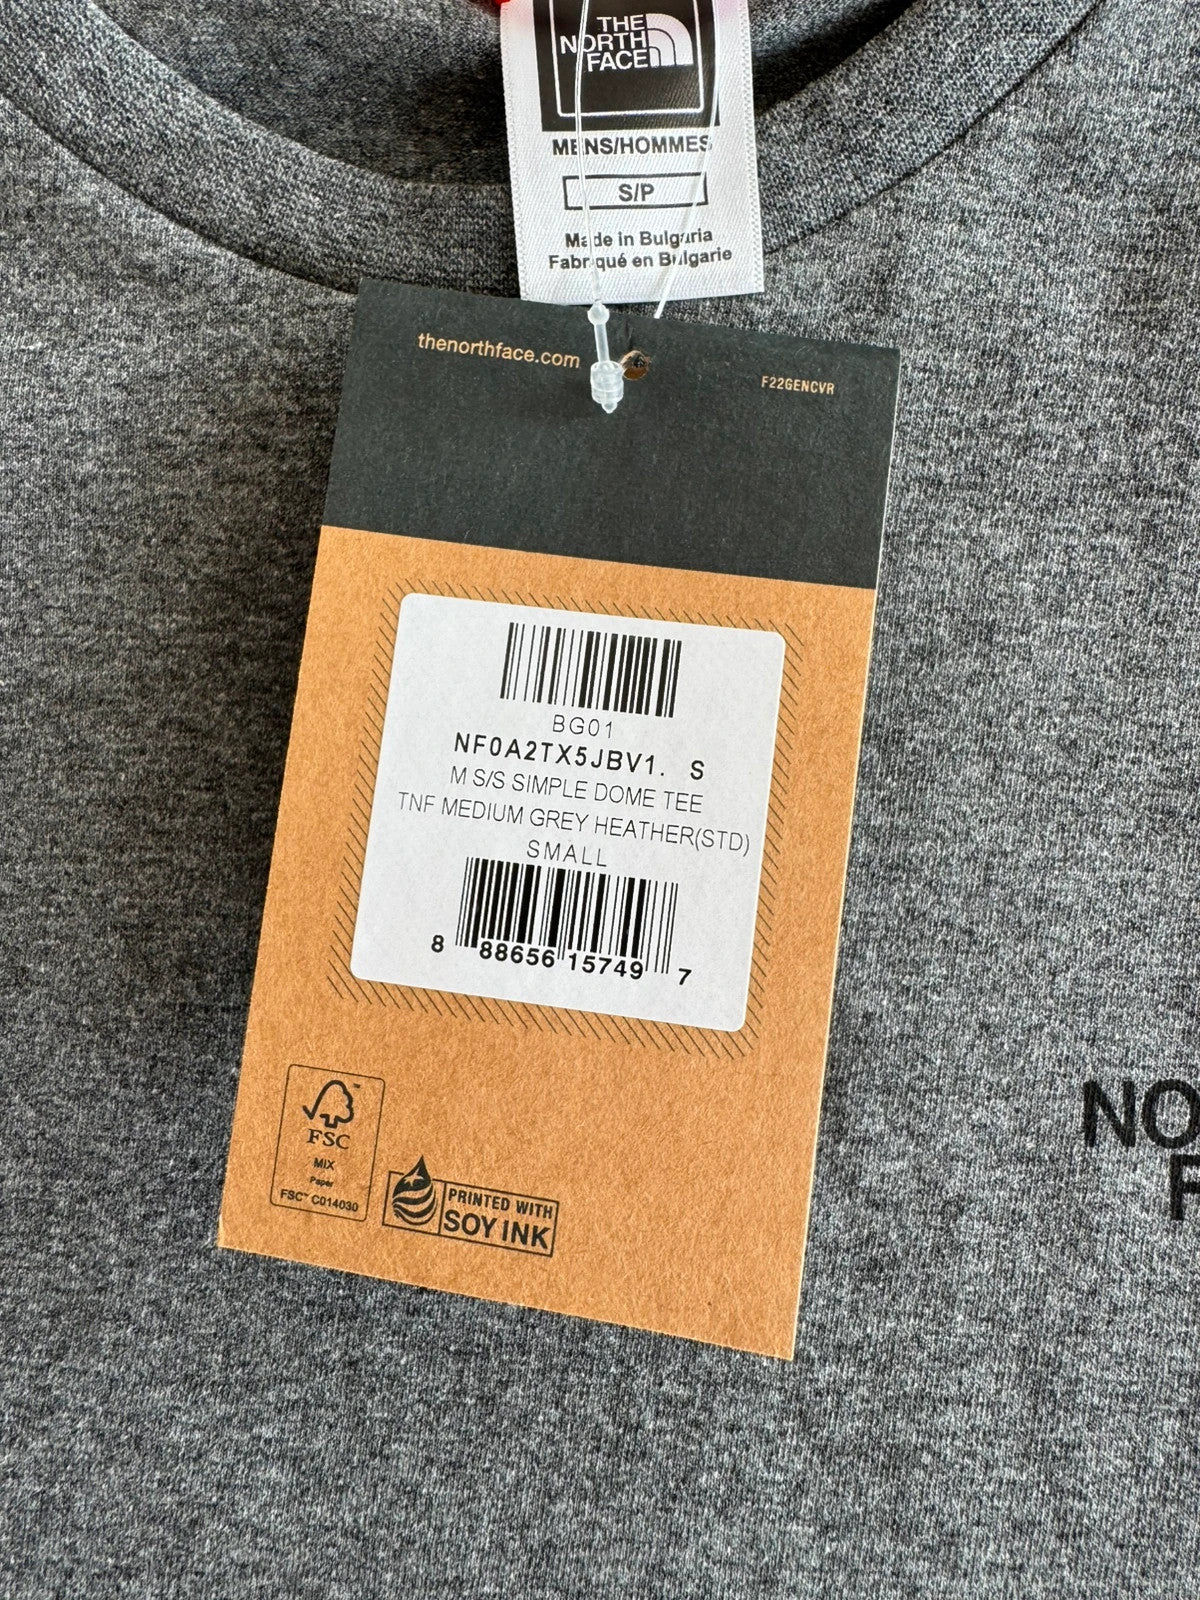 THE
NORTH
FACE
MENS/HOMMES
S/P
Made in Bulgaria
Fabriqué en Bulgarie
thenorthface.com
F22GENCVR
BG01
NF0A2TX5JBV1. S
M S/S SIMPLE DOME TEE
TNF MEDIUM GREY HEATHER(STD)
SMALL
8 88656 15749 7
NO
F
FSC
MIX
Paper
FSC™ C014030
PRINTED WITH
SOY INK